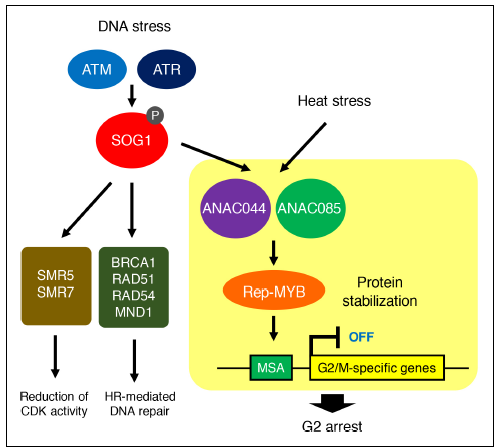 DNA stress
ATM
ATR
P
SOG1
Heat stress
ANAC044
ANAC085
SMR5
SMR7
BRCA1
RAD51
RAD54
MND1
Rep-MYB
Protein
stabilization
OFF
MSA
G2/M-specific genes
Reduction of
CDK activity
HR-mediated
DNA repair
G2 arrest